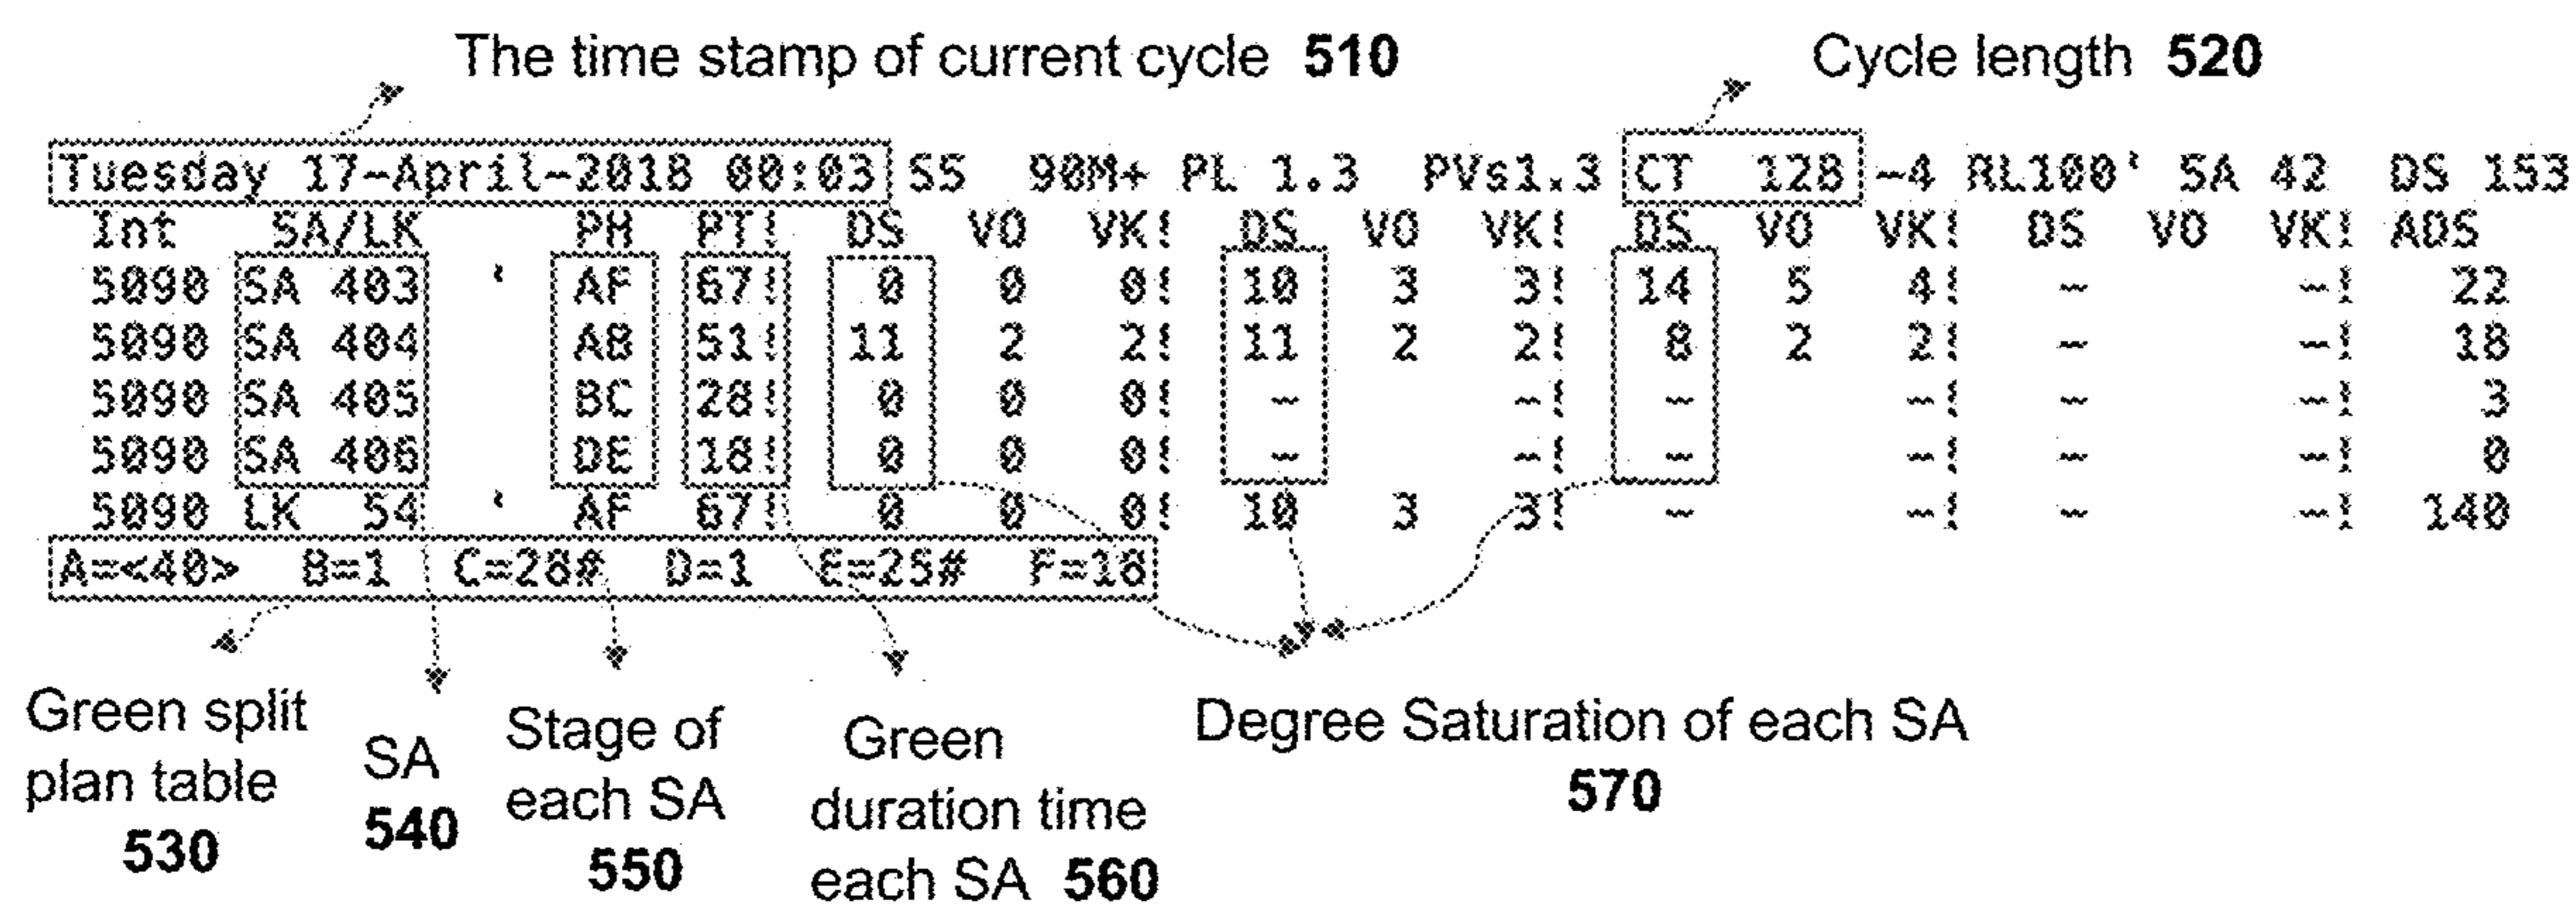 The time stamp of current cycle 510 Cycle length 520
Tuesday 17-April-2018 00:03 SS 90M+ PL 1.3 PVs1.3 CT 128 -4 RL100' SA 42 DS 153
Int SA/LK PH PT! DS VO VK! DS VO VK! DS VO VK! DS VO VK! ADS
5090 SA 403 ' AF 67! 0 0 0! 10 3 3! 14 5 4! - -! 22
5090 SA 404 AB 51! 11 2 2! 11 2 2! 8 2 2! - -! 18
5090 SA 405 BC 28! 0 0 0! - -! - -! - -! 3
5090 SA 406 DE 18! 0 0 0! - -! - -! - -! 0
5090 LK 54 ' AF 67! 0 0 0! 10 3 3! - -! - -! 140
A=<40> B=1 C=28# D=1 E=25# F=18
Green split plan table 530
SA 540
Stage of each SA 550
Green duration time each SA 560
Degree Saturation of each SA 570